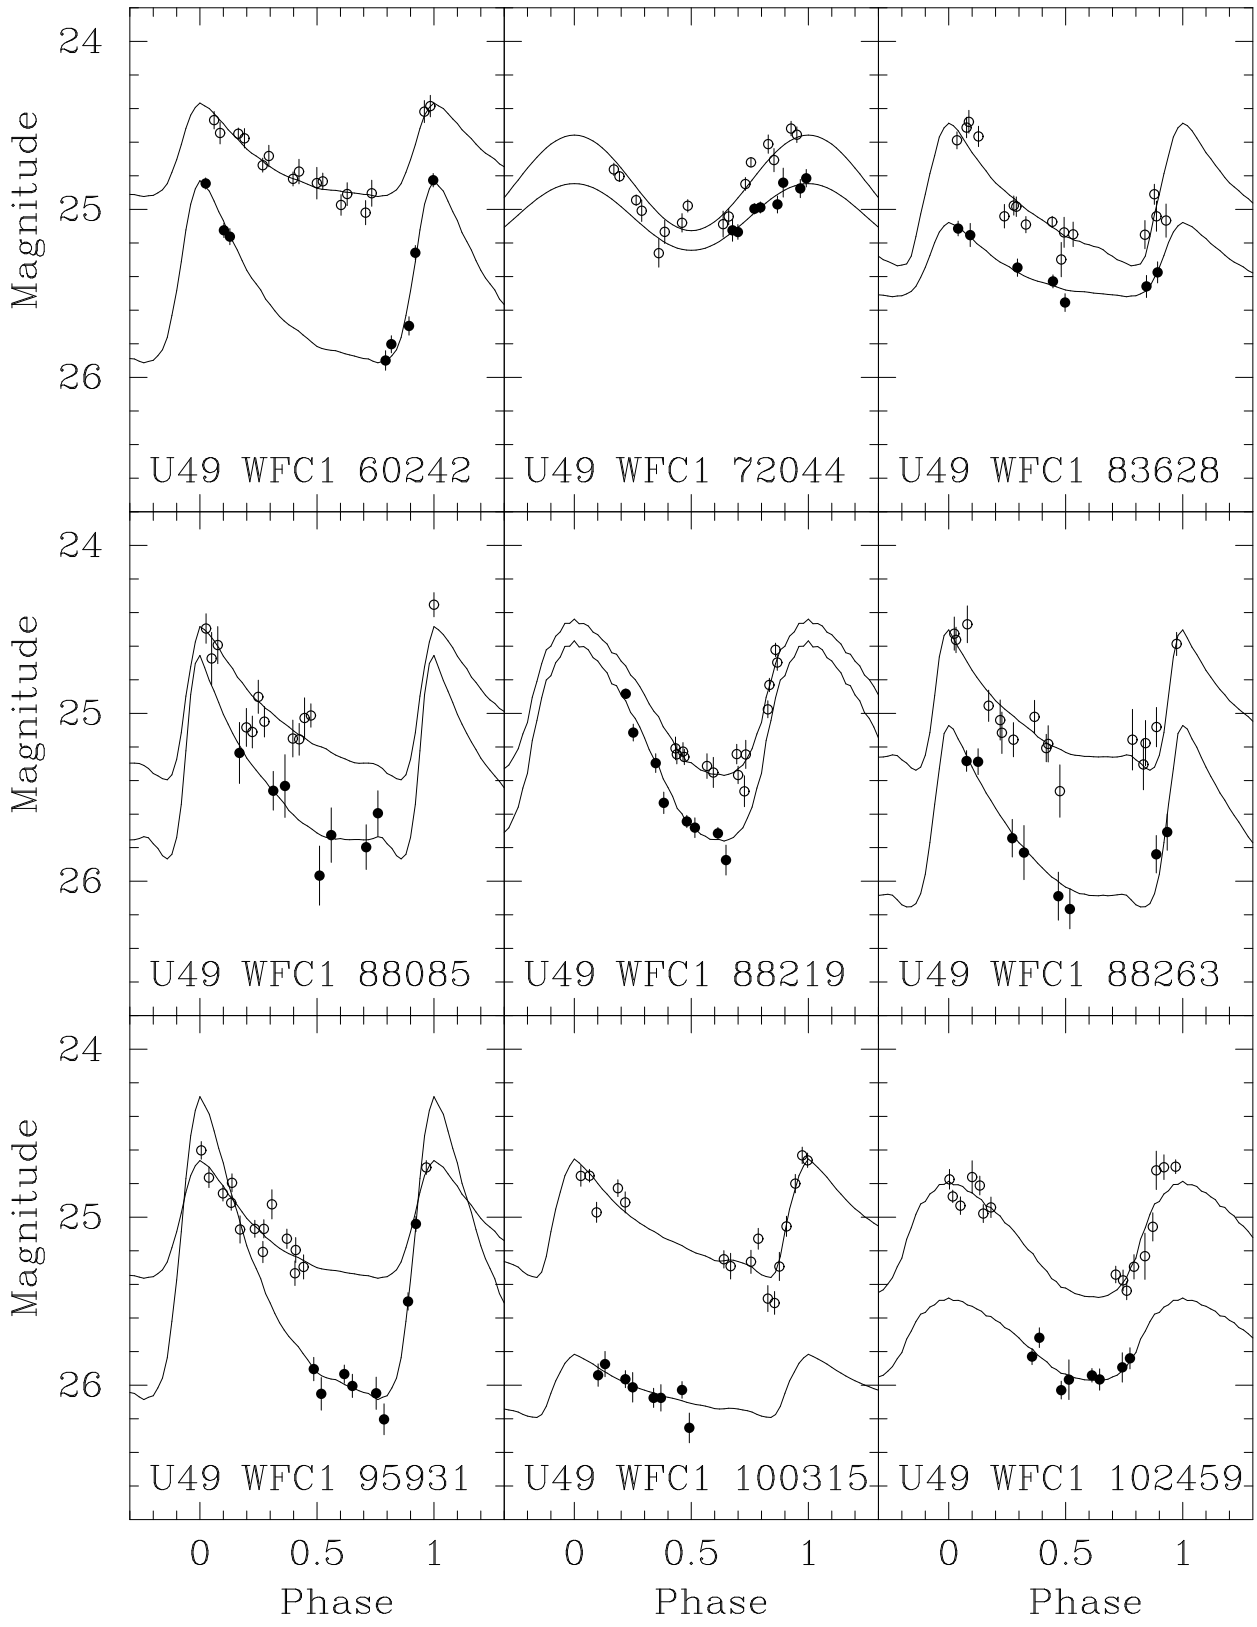 Magnitude
24
25
26
U49 WFC1 60242
U49 WFC1 72044
U49 WFC1 83628
Magnitude
24
25
26
U49 WFC1 88085
U49 WFC1 88219
U49 WFC1 88263
Magnitude
24
25
26
U49 WFC1 95931
U49 WFC1 100315
U49 WFC1 102459
0 0.5 1
0 0.5 1
0 0.5 1
Phase
Phase
Phase